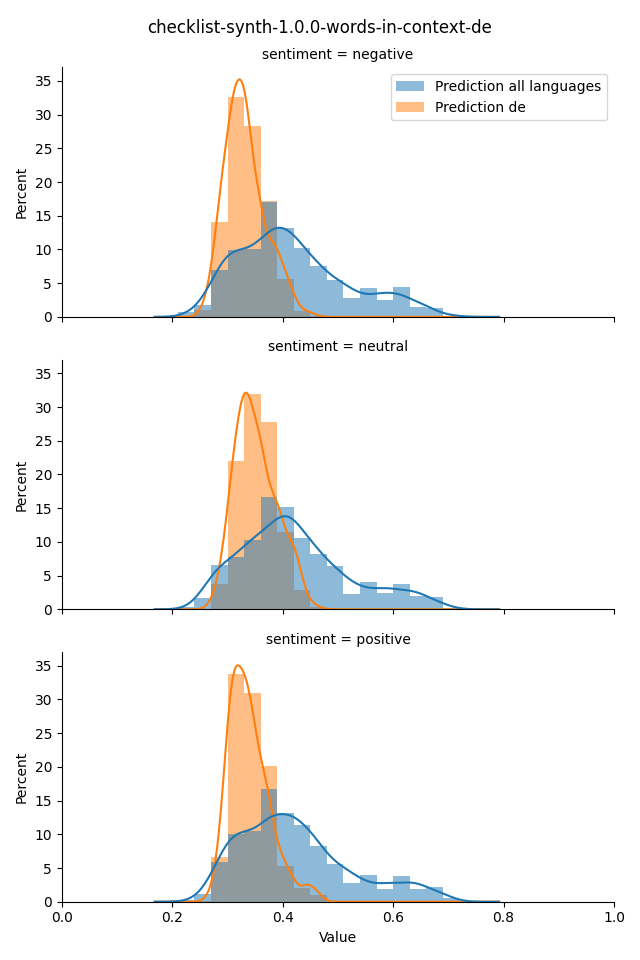 checklist-synth-1.0.0-words-in-context-de
sentiment = negative
Prediction all languages
Prediction de
35
30
25
20
15
10
5
0
Percent
sentiment = neutral
35
30
25
20
15
10
5
0
Percent
sentiment = positive
35
30
25
20
15
10
5
0
Percent
0.0 0.2 0.4 0.6 0.8 1.0
Value